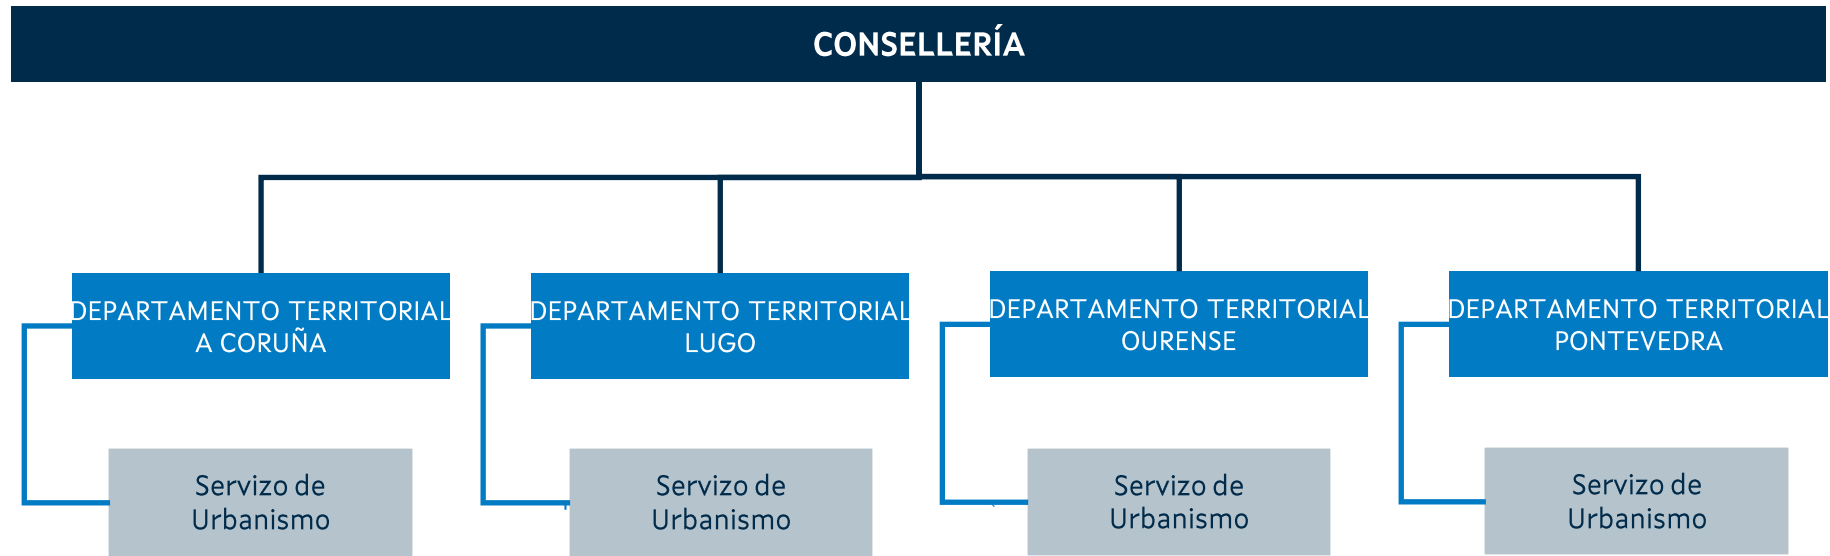 CONSELLERÍA
DEPARTAMENTO TERRITORIAL
A CORUÑA
DEPARTAMENTO TERRITORIAL
LUGO
DEPARTAMENTO TERRITORIAL
OURENSE
DEPARTAMENTO TERRITORIAL
PONTEVEDRA
Servizo de
Urbanismo
Servizo de
Urbanismo
Servizo de
Urbanismo
Servizo de
Urbanismo